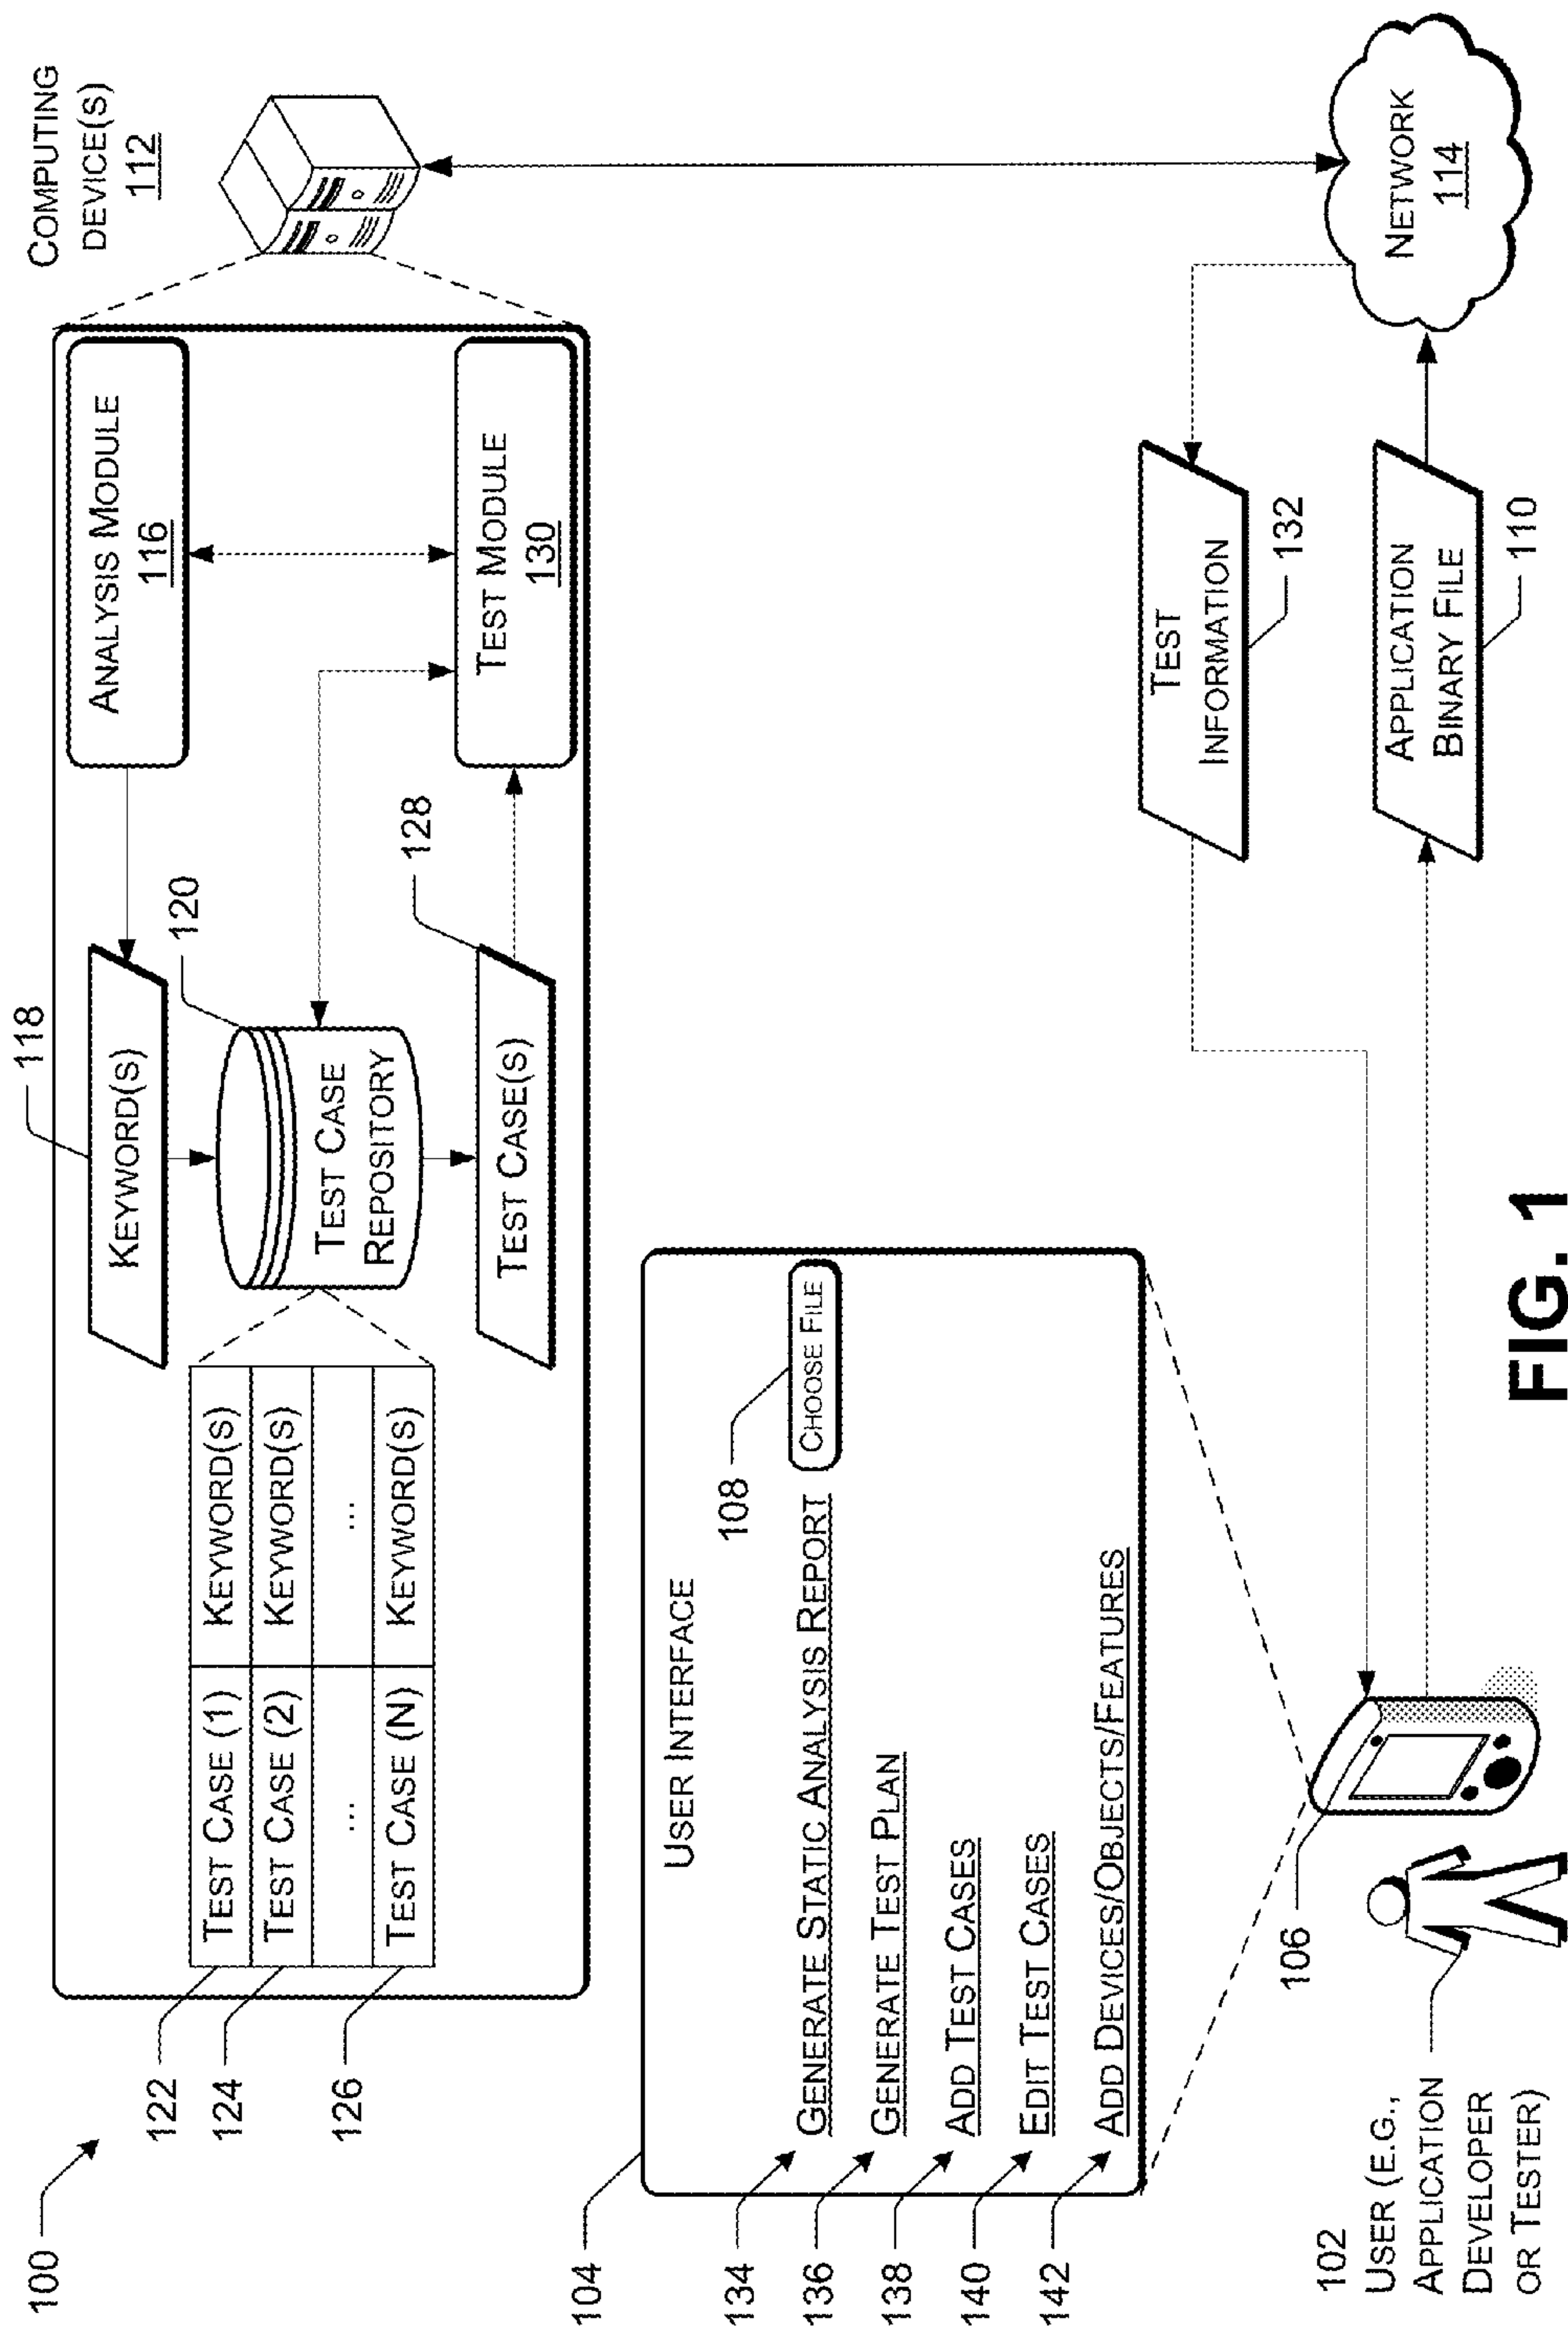 100
COMPUTING
DEVICE(S)
112
118
KEYWORD(S)
ANALYSIS MODULE
116
120
122
TEST CASE (1)
KEYWORD(S)
124
TEST CASE (2)
KEYWORD(S)
...
...
126
TEST CASE (N)
KEYWORD(S)
TEST CASE
REPOSITORY
128
TEST CASE(S)
TEST MODULE
130
104
USER INTERFACE
108
134
GENERATE STATIC ANALYSIS REPORT
CHOOSE FILE
136
GENERATE TEST PLAN
138
ADD TEST CASES
140
EDIT TEST CASES
142
ADD DEVICES/OBJECTS/FEATURES
TEST
INFORMATION
132
NETWORK
114
106
102
USER (E.G.,
APPLICATION
DEVELOPER
OR TESTER)
APPLICATION
BINARY FILE
110
FIG. 1